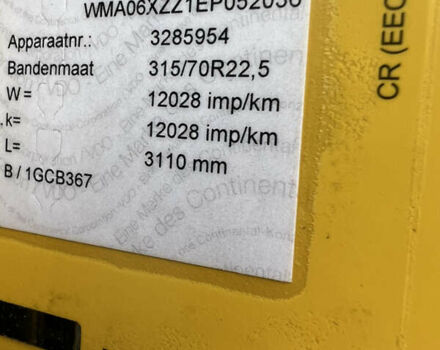 WMA06XZZ1EP052036
Apparaatnr.: 3285954
Bandenmaat 315/70R22,5
W= 12028 imp/km
k= 12028 imp/km
L= 3110 mm
B / 1GCB367
CR (EEC